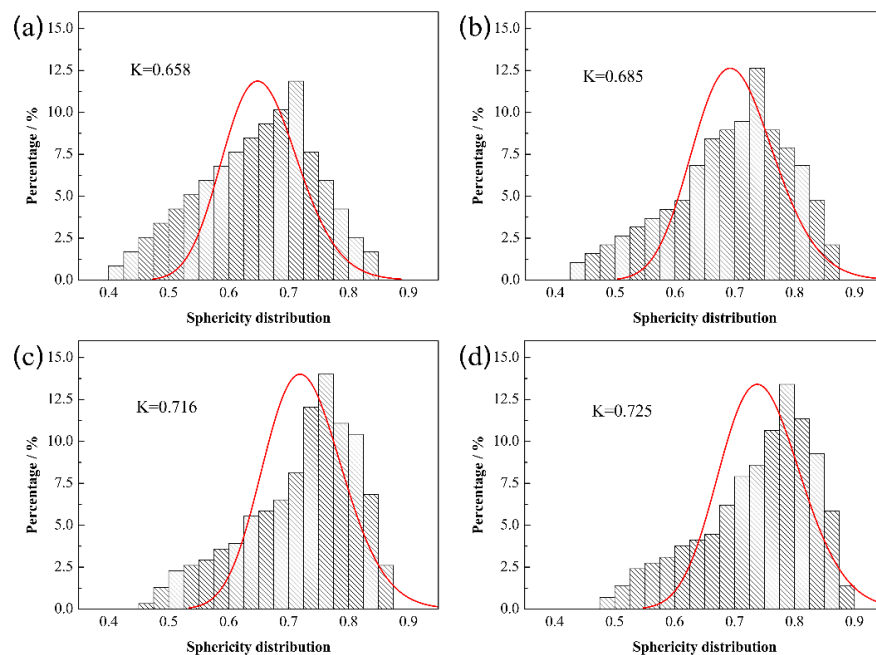 (a)
K=0.658
Percentage / %
15.0
12.5
10.0
7.5
5.0
2.5
0.0
0.4 0.5 0.6 0.7 0.8 0.9
Sphericity distribution
(b)
K=0.685
Percentage / %
15.0
12.5
10.0
7.5
5.0
2.5
0.0
0.4 0.5 0.6 0.7 0.8 0.9
Sphericity distribution
(c)
K=0.716
Percentage / %
15.0
12.5
10.0
7.5
5.0
2.5
0.0
0.4 0.5 0.6 0.7 0.8 0.9
Sphericity distribution
(d)
K=0.725
Percentage / %
15.0
12.5
10.0
7.5
5.0
2.5
0.0
0.4 0.5 0.6 0.7 0.8 0.9
Sphericity distribution